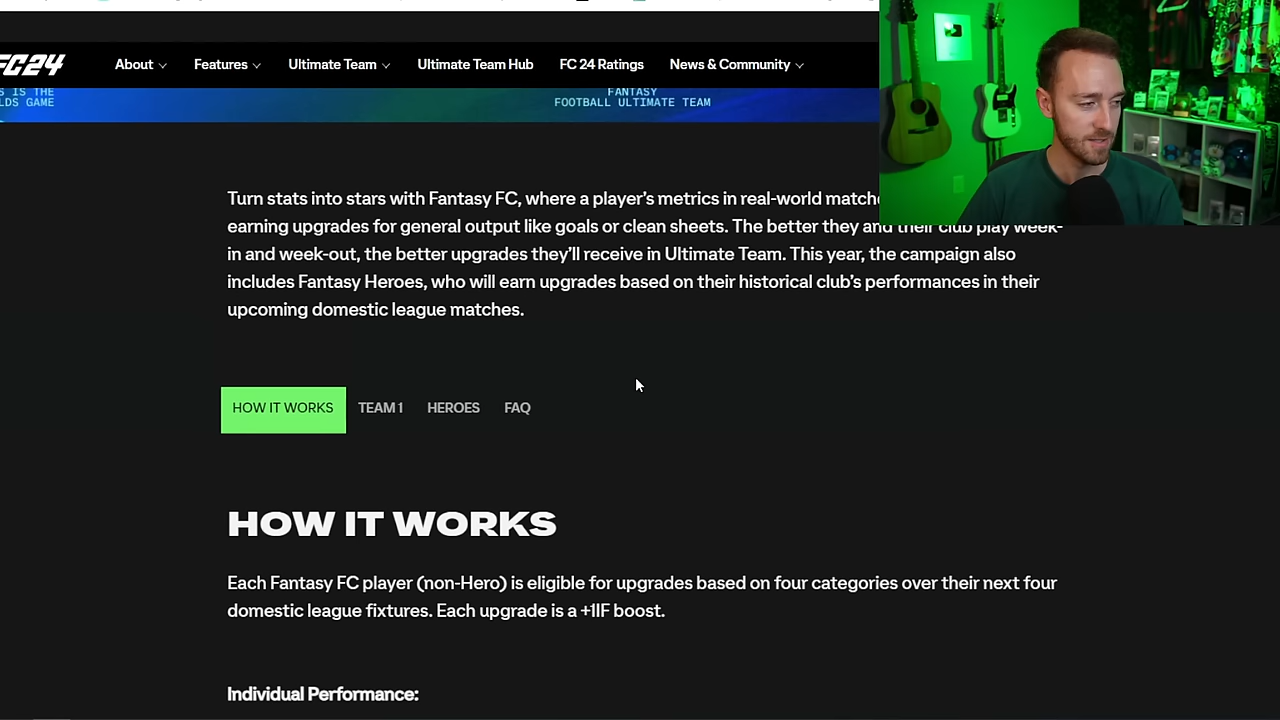 FC24
About
Features
Ultimate Team
Ultimate Team Hub
FC 24 Ratings
News & Community
S IS THE
LDS GAME
FANTASY
FOOTBALL ULTIMATE TEAM
Turn stats into stars with Fantasy FC, where a player's metrics in real-world
earning upgrades for general output like goals or clean sheets. The better they and their club play week-
in and week-out, the better upgrades they'll receive in Ultimate Team. This year, the campaign also
includes Fantasy Heroes, who will earn upgrades based on their historical club's performances in their
upcoming domestic league matches.
HOW IT WORKS
TEAM 1
HEROES
FAQ
HOW IT WORKS
Each Fantasy FC player (non-Hero) is eligible for upgrades based on four categories over their next four
domestic league fixtures. Each upgrade is a +1IF boost.
Individual Performance: